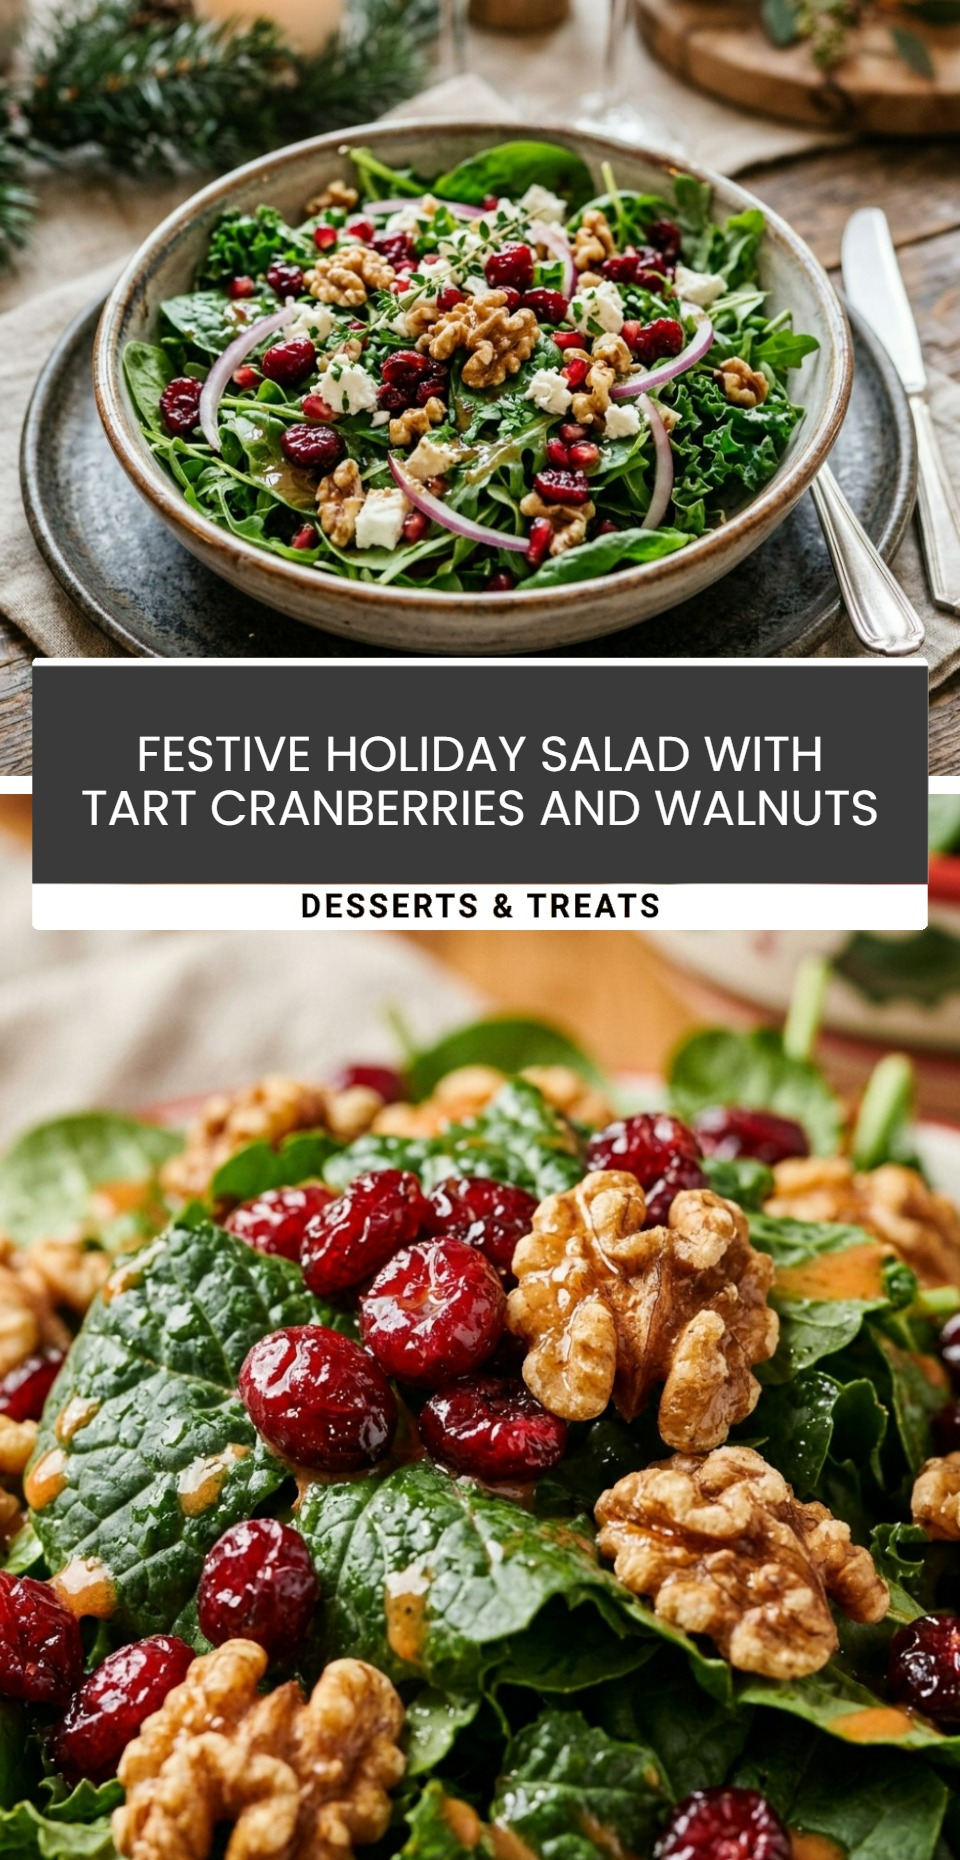 FESTIVE HOLIDAY SALAD WITH
TART CRANBERRIES AND WALNUTS
DESSERTS & TREATS